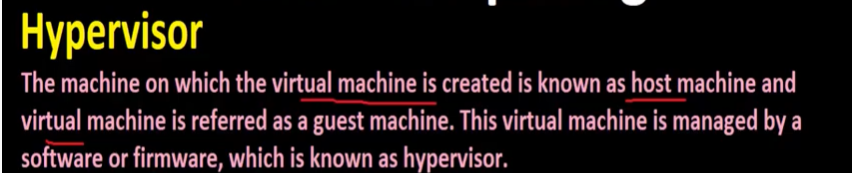 Hypervisor
The machine on which the virtual machine is created is known as host machine and
virtual machine is referred as a guest machine. This virtual machine is managed by a
software or firmware, which is known as hypervisor.